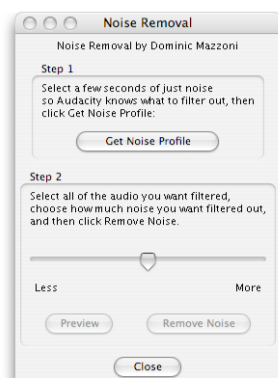 Noise Removal
Noise Removal by Dominic Mazzoni
Step 1
Select a few seconds of just noise
so Audacity knows what to filter out, then
click Get Noise Profile:
Get Noise Profile
Step 2
Select all of the audio you want filtered,
choose how much noise you want filtered out,
and then click Remove Noise.
Less More
Preview Remove Noise
Close